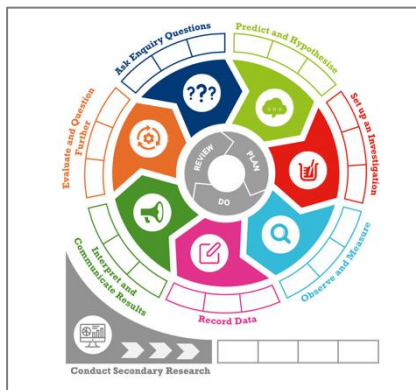 Ask Enquiry Questions
???
Predict and Hypothesise
Set up an Investigation
Observe and Measure
Record Data
Interpret and
Communicate Results
Evaluate and Question
Further
REVIEW
PLAN
DO
Conduct Secondary Research